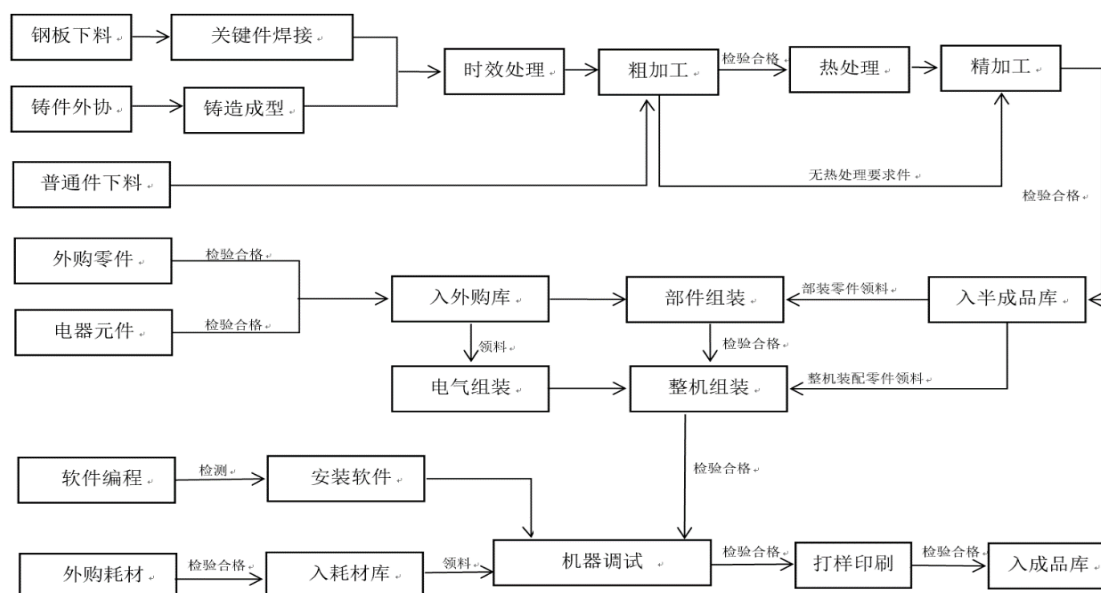 钢板下料
关键件焊接
时效处理
粗加工
检验合格
热处理
精加工
铸件外协
铸造成型
普通件下料
无热处理要求件
检验合格
外购零件
检验合格
入外购库
部件组装
部装零件领料
入半成品库
电器元件
检验合格
领料
检验合格
电气组装
整机组装
整机装配零件领料
软件编程
检测
安装软件
检验合格
外购耗材
检验合格
入耗材库
领料
机器调试
检验合格
打样印刷
检验合格
入成品库